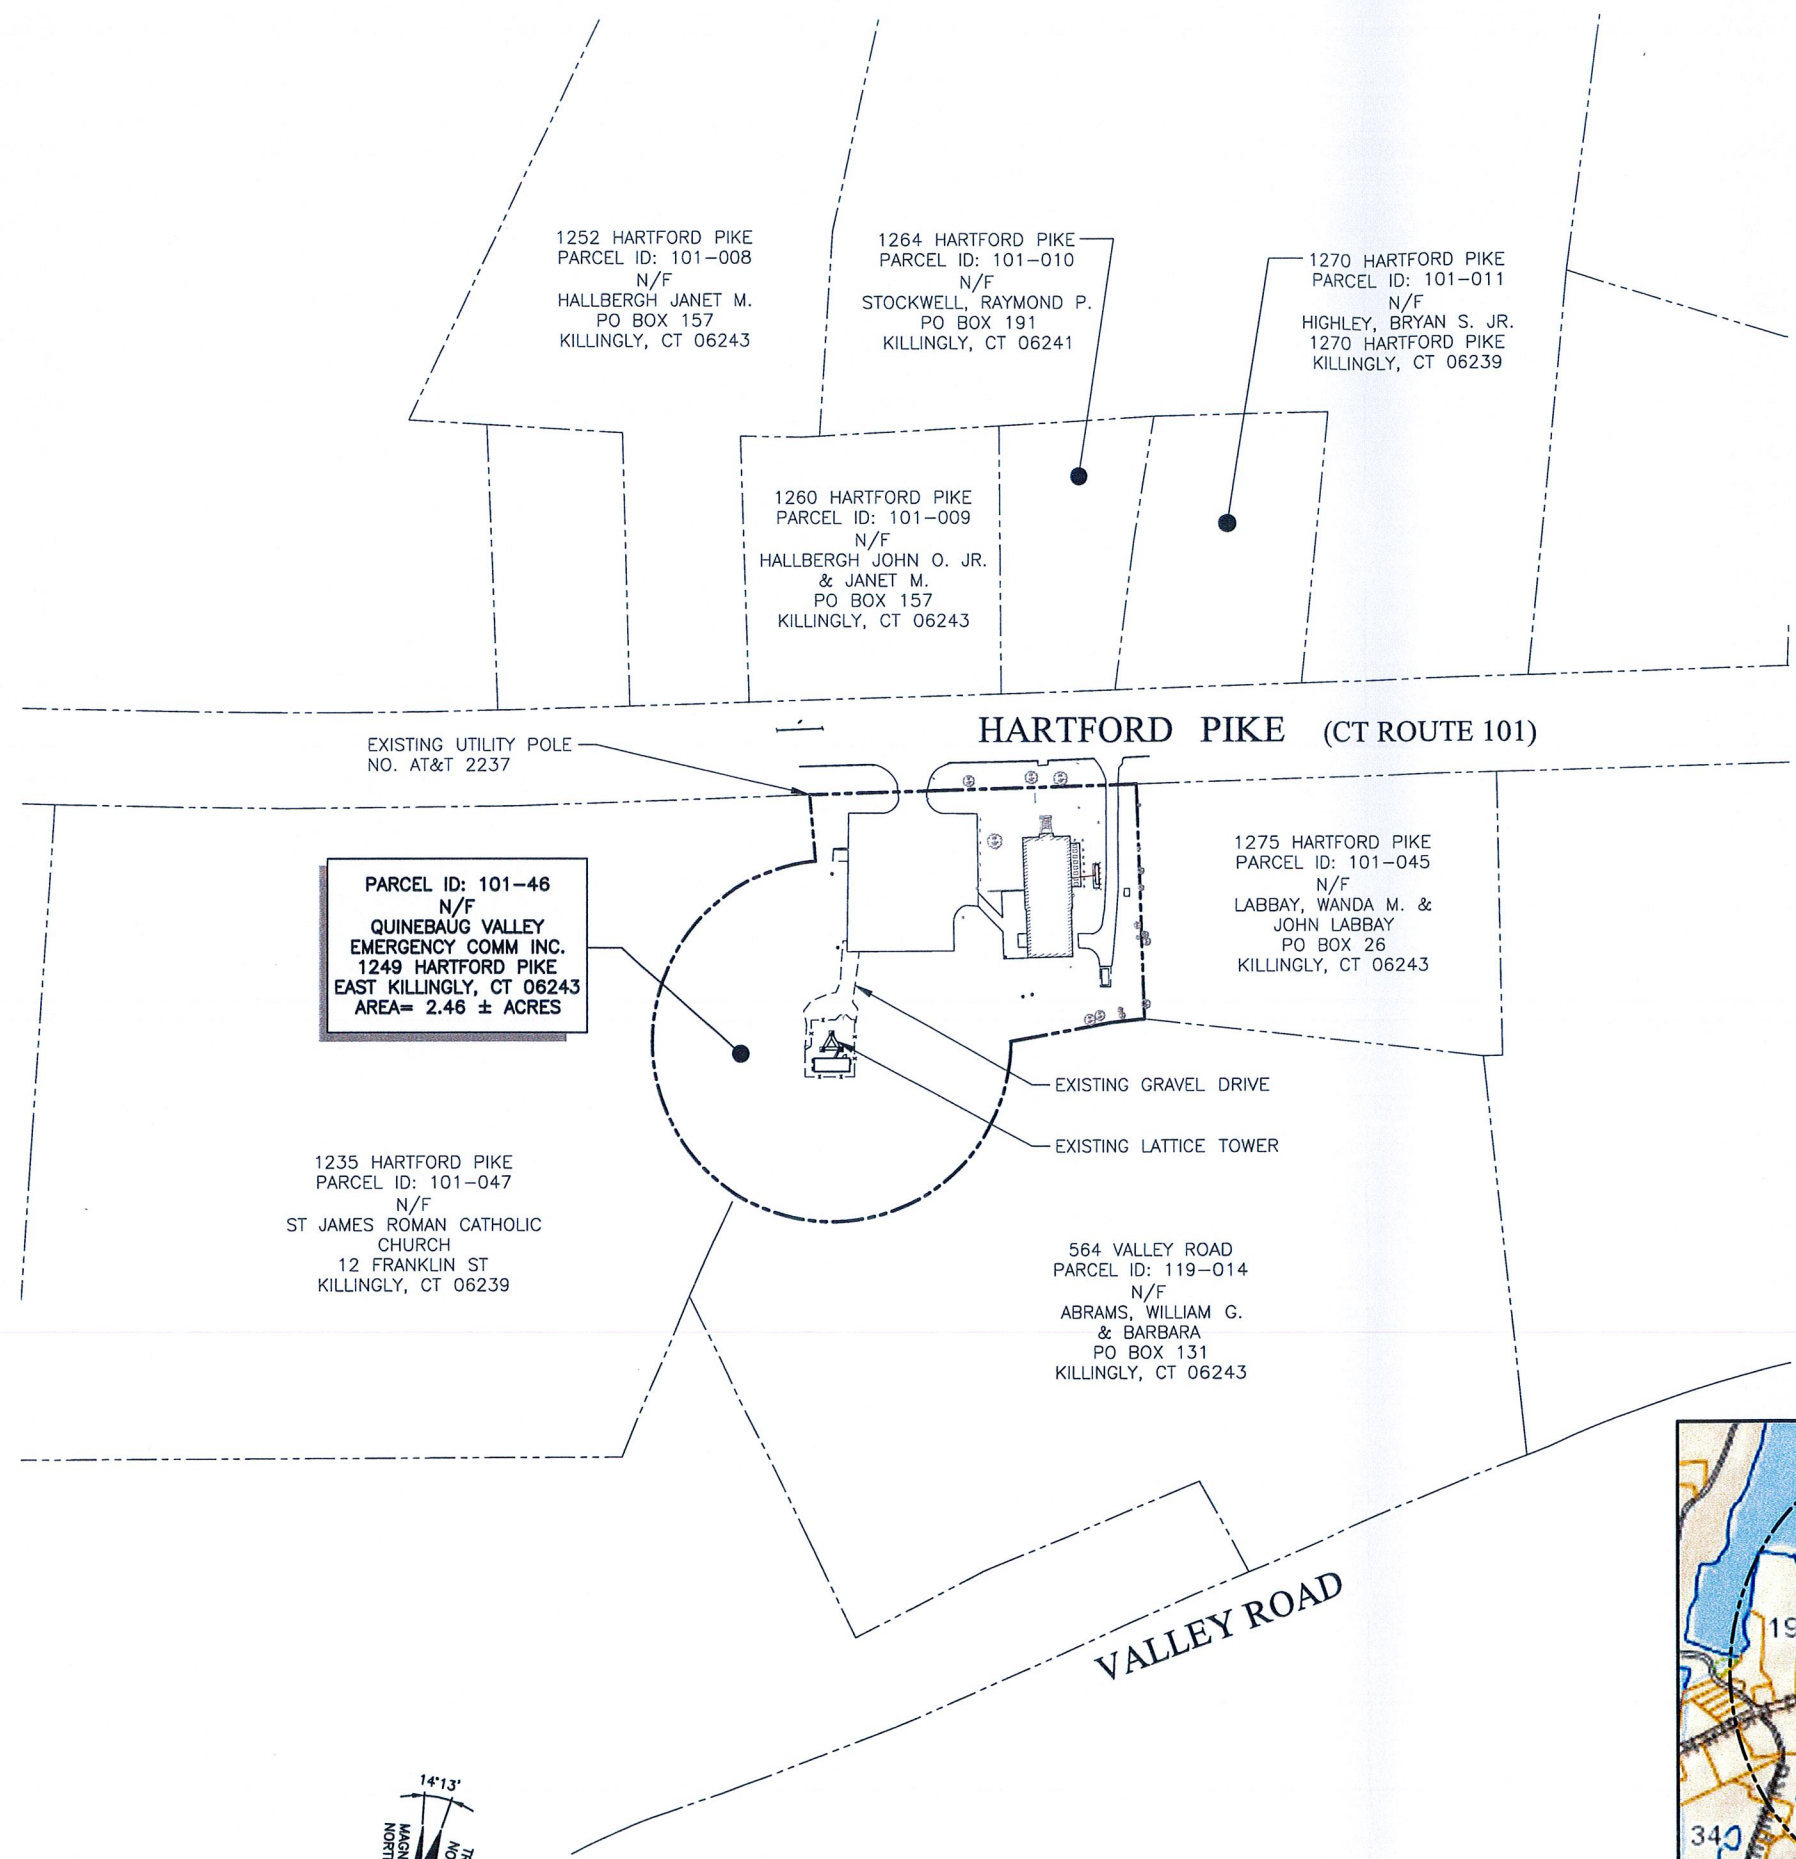 1252 HARTFORD PIKE
PARCEL ID: 101-008
N/F
HALLBERGH JANET M.
PO BOX 157
KILLINGLY, CT 06243
1264 HARTFORD PIKE
PARCEL ID: 101-010
N/F
STOCKWELL, RAYMOND P.
PO BOX 191
KILLINGLY, CT 06241
1270 HARTFORD PIKE
PARCEL ID: 101-011
N/F
HIGHLEY, BRYAN S. JR.
1270 HARTFORD PIKE
KILLINGLY, CT 06239
1260 HARTFORD PIKE
PARCEL ID: 101-009
N/F
HALLBERGH JOHN O. JR.
& JANET M.
PO BOX 157
KILLINGLY, CT 06243
HARTFORD PIKE (CT ROUTE 101)
EXISTING UTILITY POLE
NO. AT&T 2237
PARCEL ID: 101-46
N/F
QUINEBAUG VALLEY
EMERGENCY COMM INC.
1249 HARTFORD PIKE
EAST KILLINGLY, CT 06243
AREA= 2.46 ± ACRES
1275 HARTFORD PIKE
PARCEL ID: 101-045
N/F
LABBAY, WANDA M. &
JOHN LABBAY
PO BOX 26
KILLINGLY, CT 06243
EXISTING GRAVEL DRIVE
EXISTING LATTICE TOWER
1235 HARTFORD PIKE
PARCEL ID: 101-047
N/F
ST JAMES ROMAN CATHOLIC
CHURCH
12 FRANKLIN ST
KILLINGLY, CT 06239
564 VALLEY ROAD
PARCEL ID: 119-014
N/F
ABRAMS, WILLIAM G.
& BARBARA
PO BOX 131
KILLINGLY, CT 06243
VALLEY ROAD
14°13'
19
34